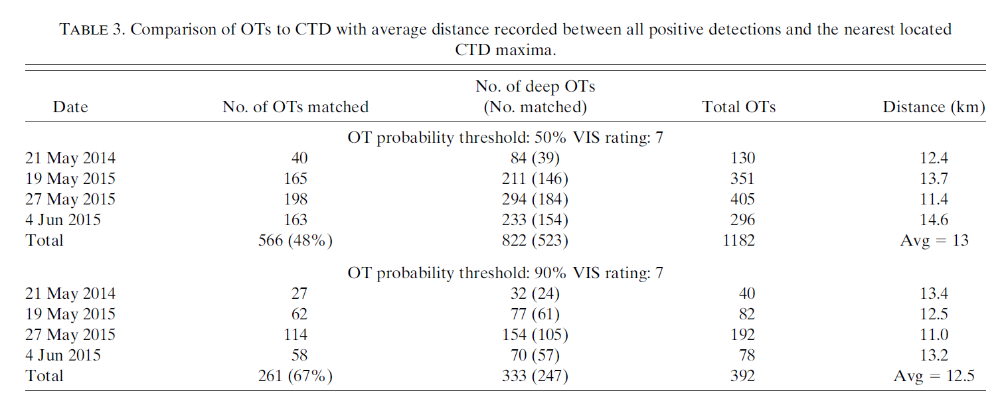 TABLE 3. Comparison of OTs to CTD with average distance recorded between all positive detections and the nearest located
CTD maxima.
Date No. of OTs matched No. of deep OTs (No. matched) Total OTs Distance (km)
OT probability threshold: 50% VIS rating: 7
21 May 2014 40 84 (39) 130 12.4
19 May 2015 165 211 (146) 351 13.7
27 May 2015 198 294 (184) 405 11.4
4 Jun 2015 163 233 (154) 296 14.6
Total 566 (48%) 822 (523) 1182 Avg = 13
OT probability threshold: 90% VIS rating: 7
21 May 2014 27 32 (24) 40 13.4
19 May 2015 62 77 (61) 82 12.5
27 May 2015 114 154 (105) 192 11.0
4 Jun 2015 58 70 (57) 78 13.2
Total 261 (67%) 333 (247) 392 Avg = 12.5